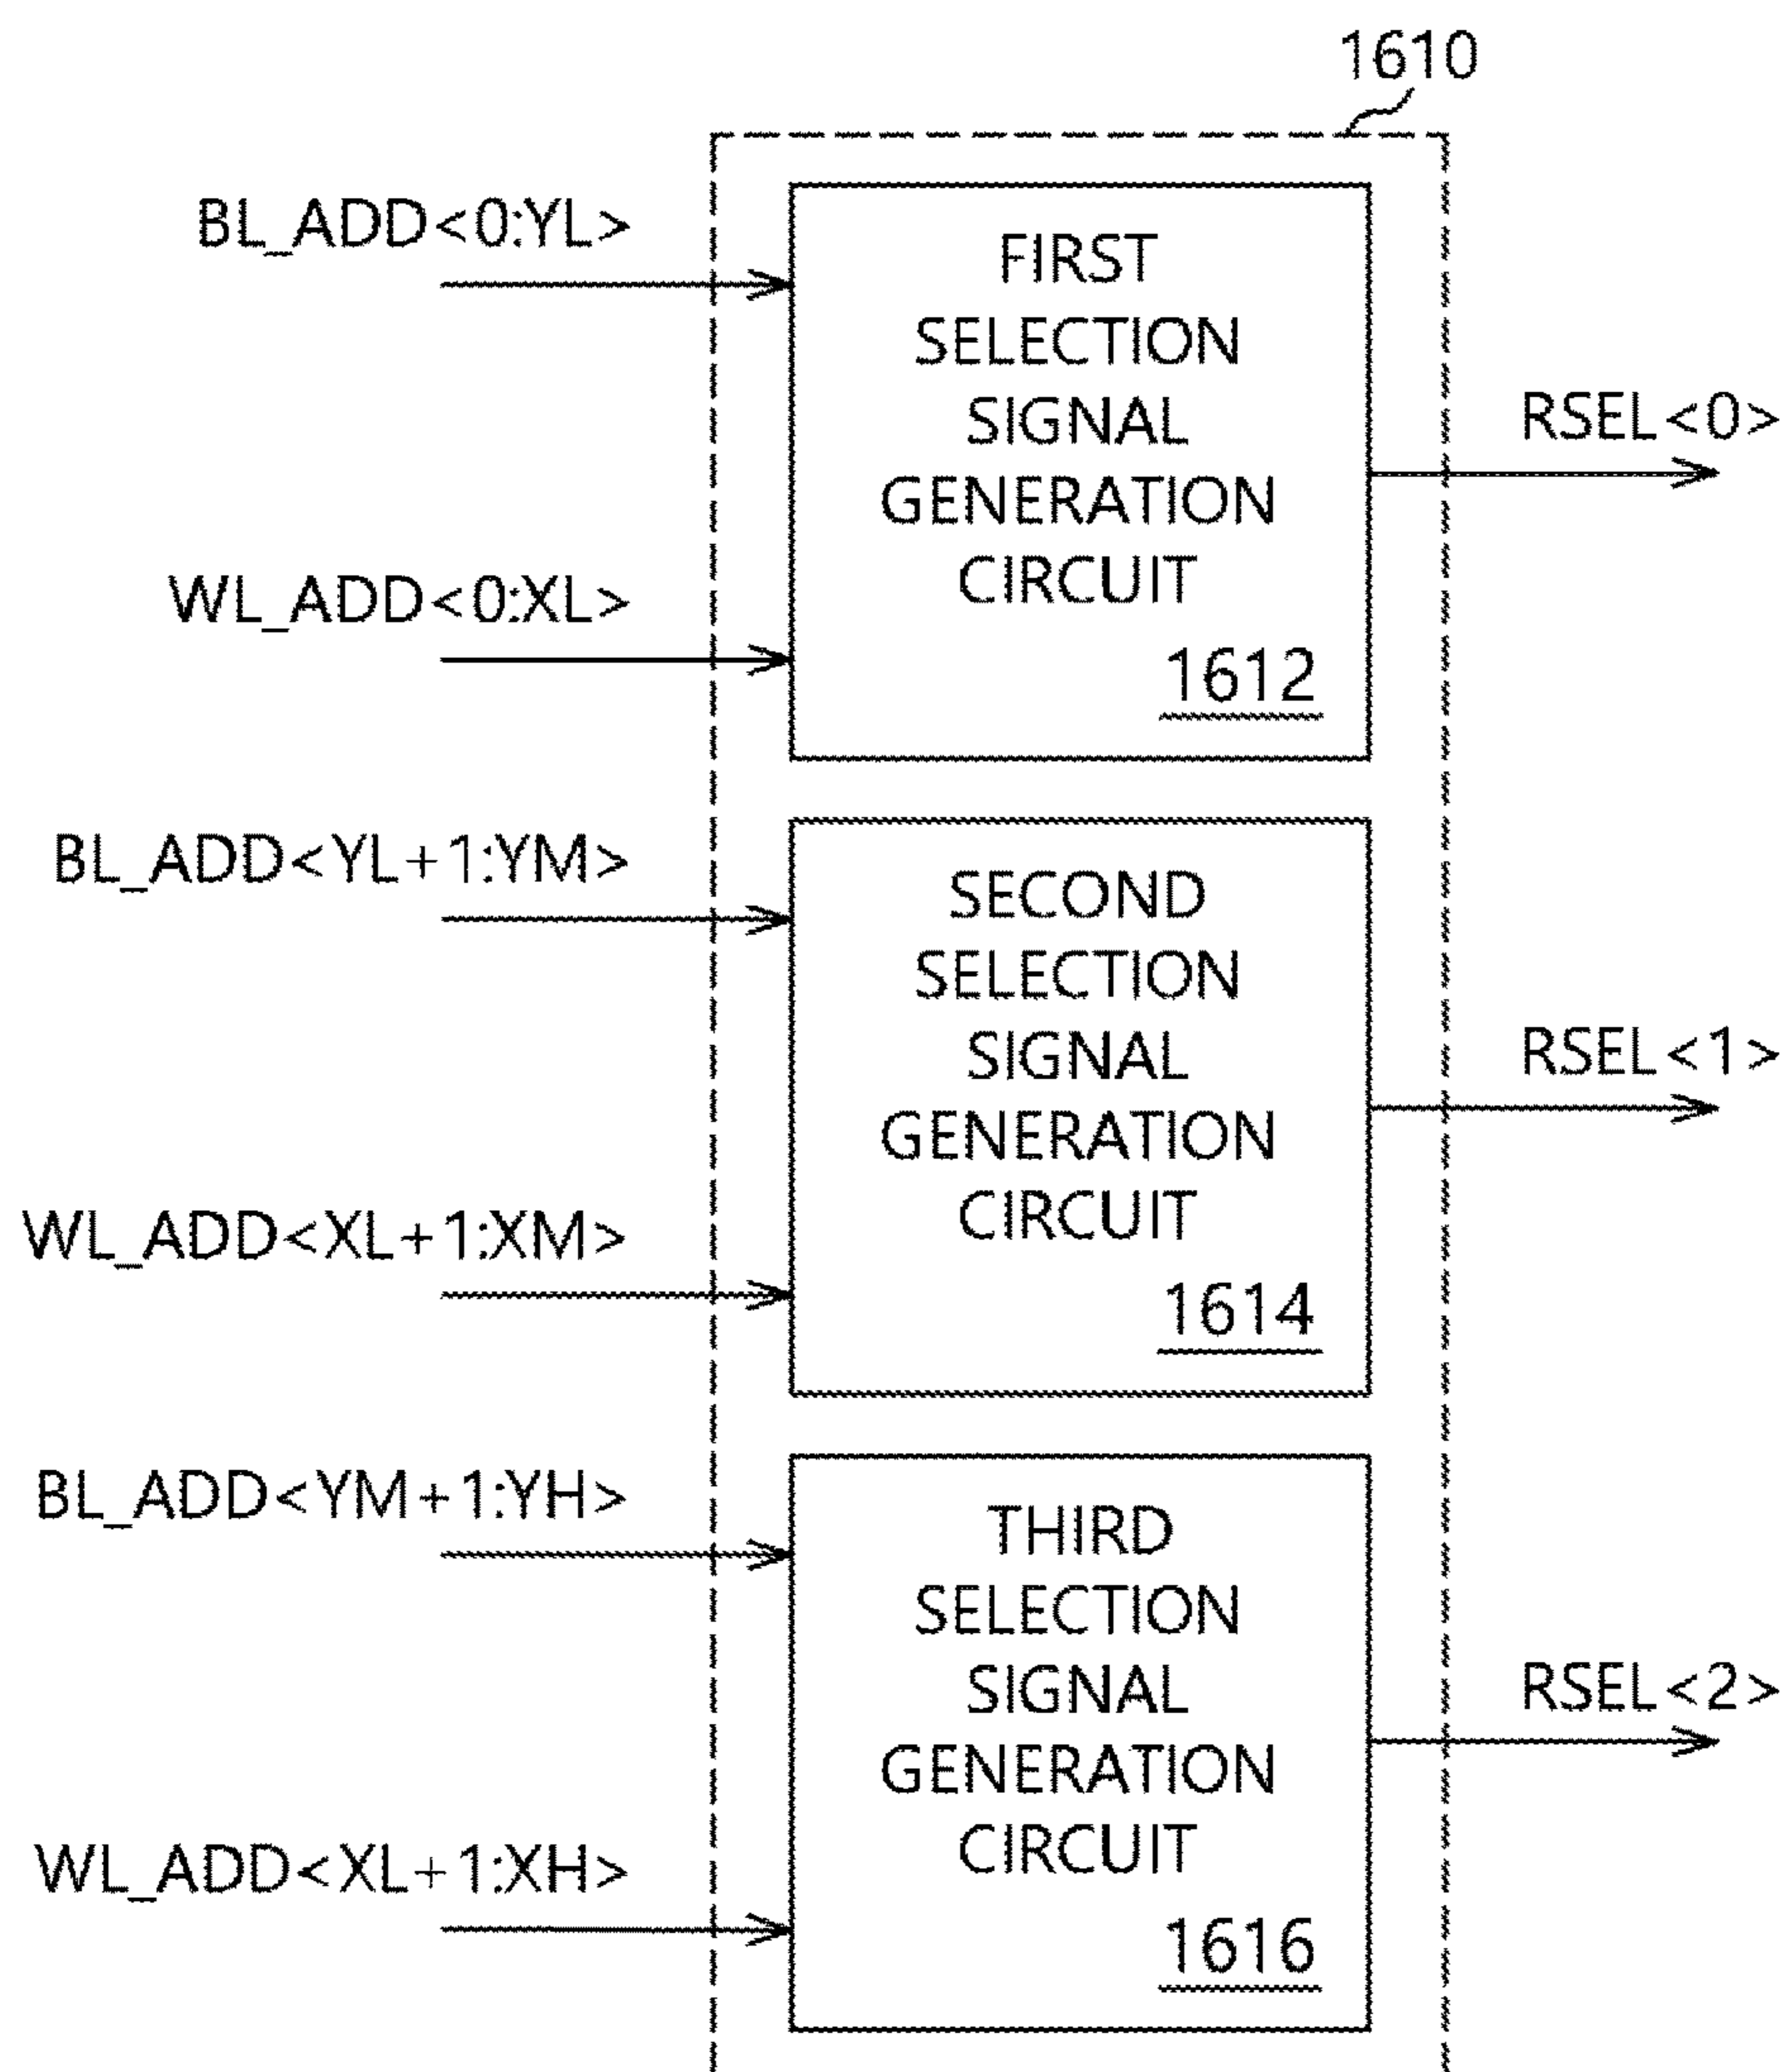 1610
BL_ADD<0:YL>
WL_ADD<0:XL>
FIRST
SELECTION
SIGNAL
GENERATION
CIRCUIT
1612
RSEL<0>
BL_ADD<YL+1:YM>
WL_ADD<XL+1:XM>
SECOND
SELECTION
SIGNAL
GENERATION
CIRCUIT
1614
RSEL<1>
BL_ADD<YM+1:YH>
WL_ADD<XL+1:XH>
THIRD
SELECTION
SIGNAL
GENERATION
CIRCUIT
1616
RSEL<2>